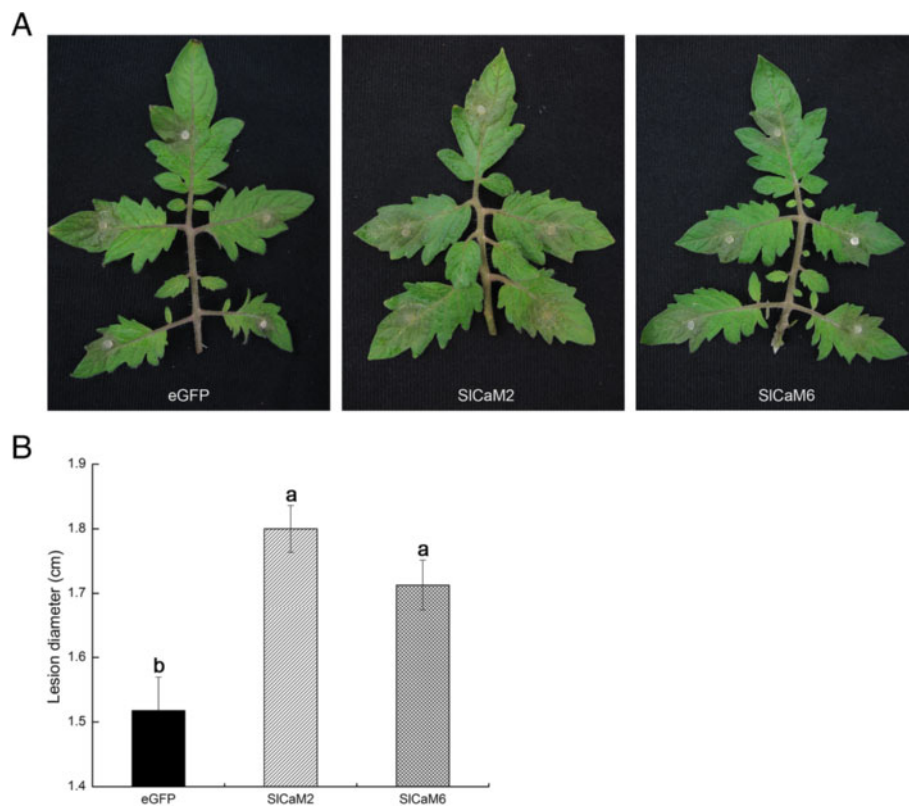 A
eGFP
SlCaM2
SlCaM6
B
1.9
1.8
1.7
1.6
1.5
1.4
Lesion diameter (cm)
b
a
a
eGFP
SlCaM2
SlCaM6